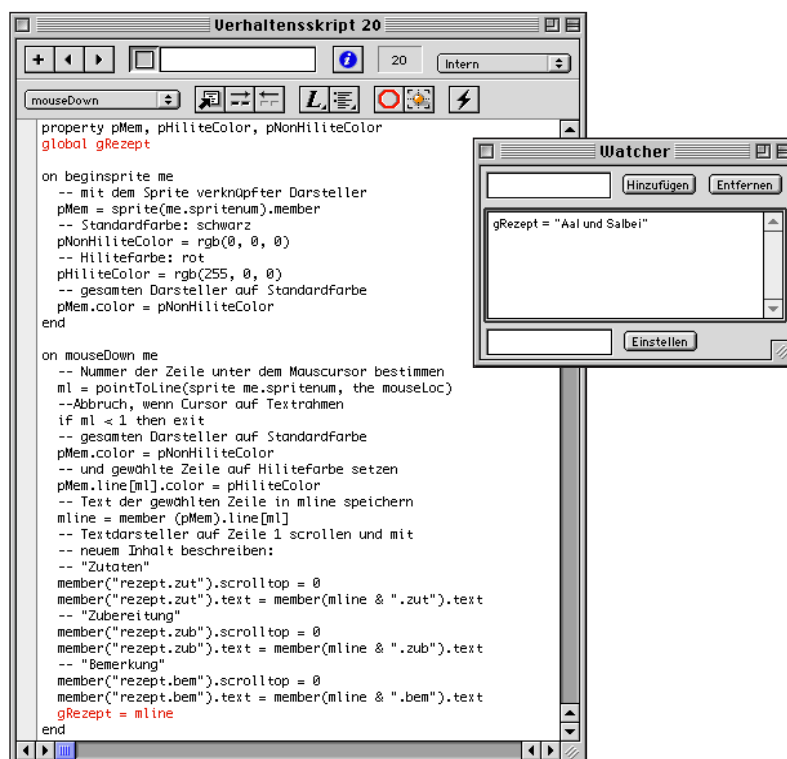 Verhaltensskript 20
20
Intern
mouseDown
property pMem, pHiliteColor, pNonHiliteColor
global gRezept
on beginsprite me
-- mit dem Sprite verknüpfter Darsteller
pMem = sprite(me.spritenum).member
-- Standardfarbe: schwarz
pNonHiliteColor = rgb(0, 0, 0)
-- Hilitefarbe: rot
pHiliteColor = rgb(255, 0, 0)
-- gesamten Darsteller auf Standardfarbe
pMem.color = pNonHiliteColor
end
on mouseDown me
-- Nummer der Zeile unter dem Mauscursor bestimmen
ml = pointToLine(sprite me.spritenum, the mouseLoc)
--Abbruch, wenn Cursor auf Textrahmen
if ml < 1 then exit
-- gesamten Darsteller auf Standardfarbe
pMem.color = pNonHiliteColor
-- und gewählte Zeile auf Hilitefarbe setzen
pMem.line[ml].color = pHiliteColor
-- Text der gewählten Zeile in mline speichern
mline = member (pMem).line[ml]
-- Textdarsteller auf Zeile 1 scrollen und mit
-- neuem Inhalt beschreiben:
-- "Zutaten"
member("rezept.zut").scrolltop = 0
member("rezept.zut").text = member(mline & ".zut").text
-- "Zubereitung"
member("rezept.zub").scrolltop = 0
member("rezept.zub").text = member(mline & ".zub").text
-- "Bemerkung"
member("rezept.bem").scrolltop = 0
member("rezept.bem").text = member(mline & ".bem").text
gRezept = mline
end
Watcher
Hinzufügen Entfernen
gRezept = "Aal und Salbei"
Einstellen